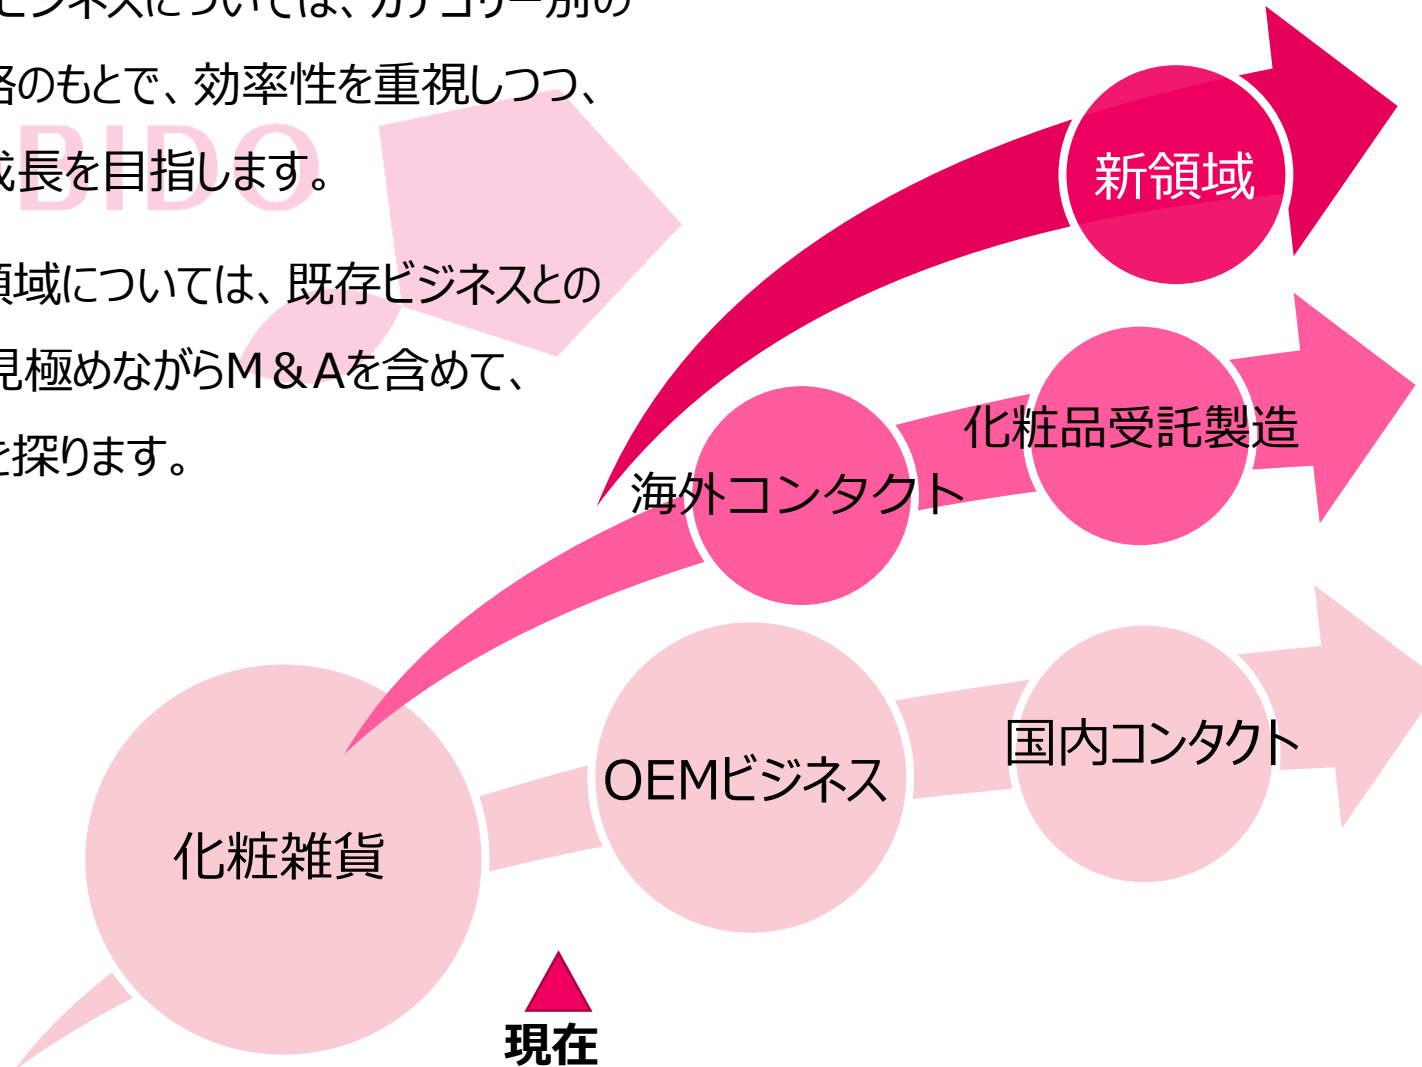 ビジネスについては、カテゴリー別の
のもとで、効率性を重視しつつ、
成長を目指します。
BIDO
領域については、既存ビジネスとの
見極めながらM&Aを含めて、
を探ります。
新領域
化粧品受託製造
海外コンタクト
国内コンタクト
OEMビジネス
化粧雑貨
現在